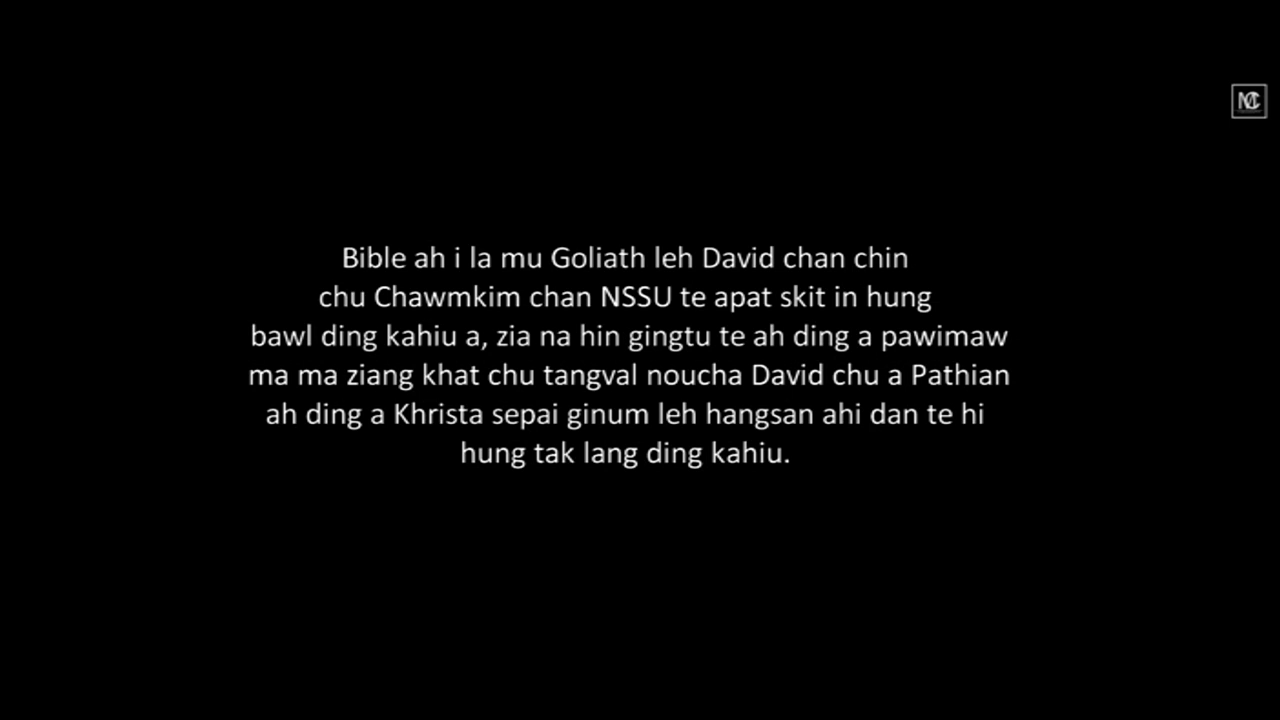 MC
Bible ah i la mu Goliath leh David chan chin
chu Chawmkim chan NSSU te apat skit in hung
bawl ding kahiu a, zia na hin gingtu te ah ding a pawimaw
ma ma ziang khat chu tangval noucha David chu a Pathian
ah ding a Khrista sepai ginum leh hangsan ahi dan te hi
hung tak lang ding kahiu.